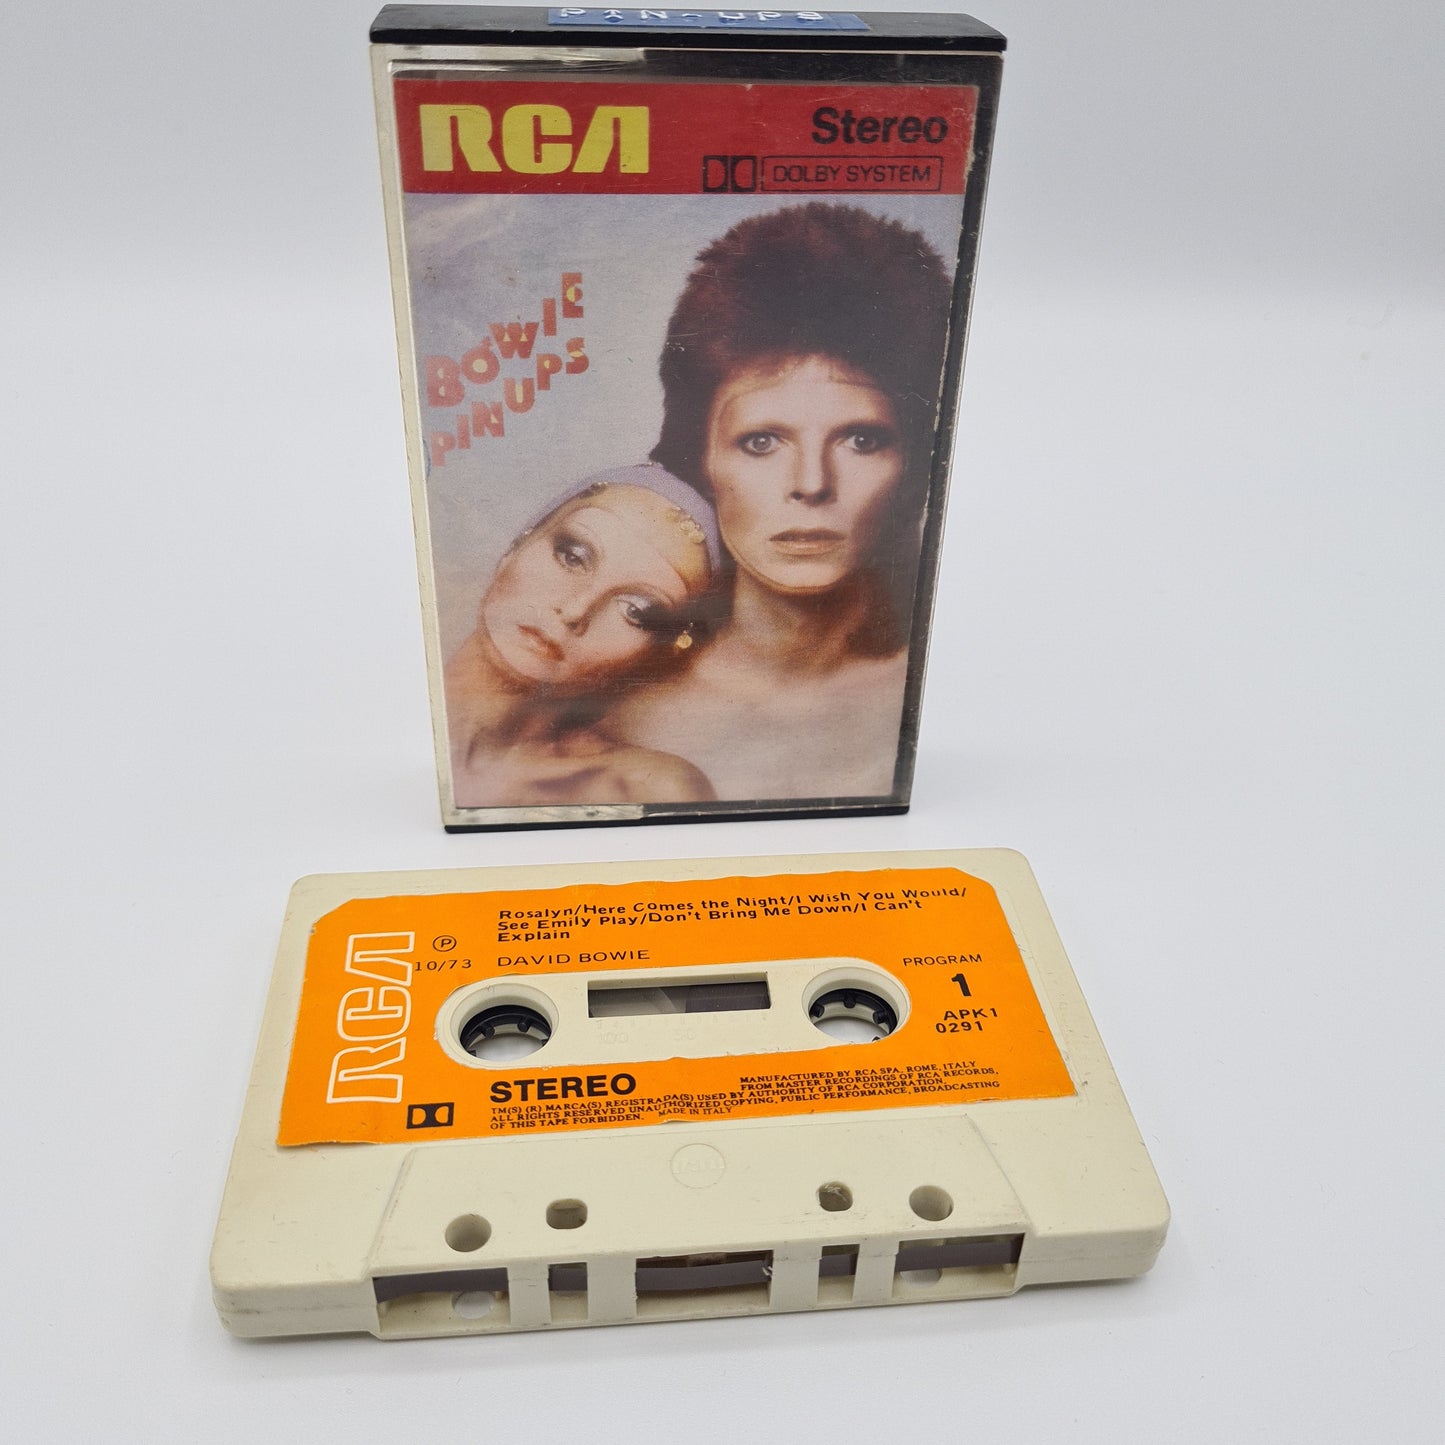 PIN-UPS
RCA
Stereo
DOLBY SYSTEM
BOWIE
PINUPS
Rosalyn/Here Comes the Night/I Wish You Would/
See Emily Play/Don't Bring Me Down/I Can't
Explain
P
10/73 DAVID BOWIE
PROGRAM
1
APK1
0291
RCA
100
STEREO
MANUFACTURED BY RCA SPA, ROME, ITALY
FROM MASTER RECORDINGS OF RCA RECORDS,
TM(S) (R) MARCA(S) REGISTRADA(S) USED BY AUTHORITY OF RCA CORPORATION.
ALL RIGHTS RESERVED UNAUTHORIZED COPYING, PUBLIC PERFORMANCE, BROADCASTING
OF THIS TAPE FORBIDDEN. MADE IN ITALY